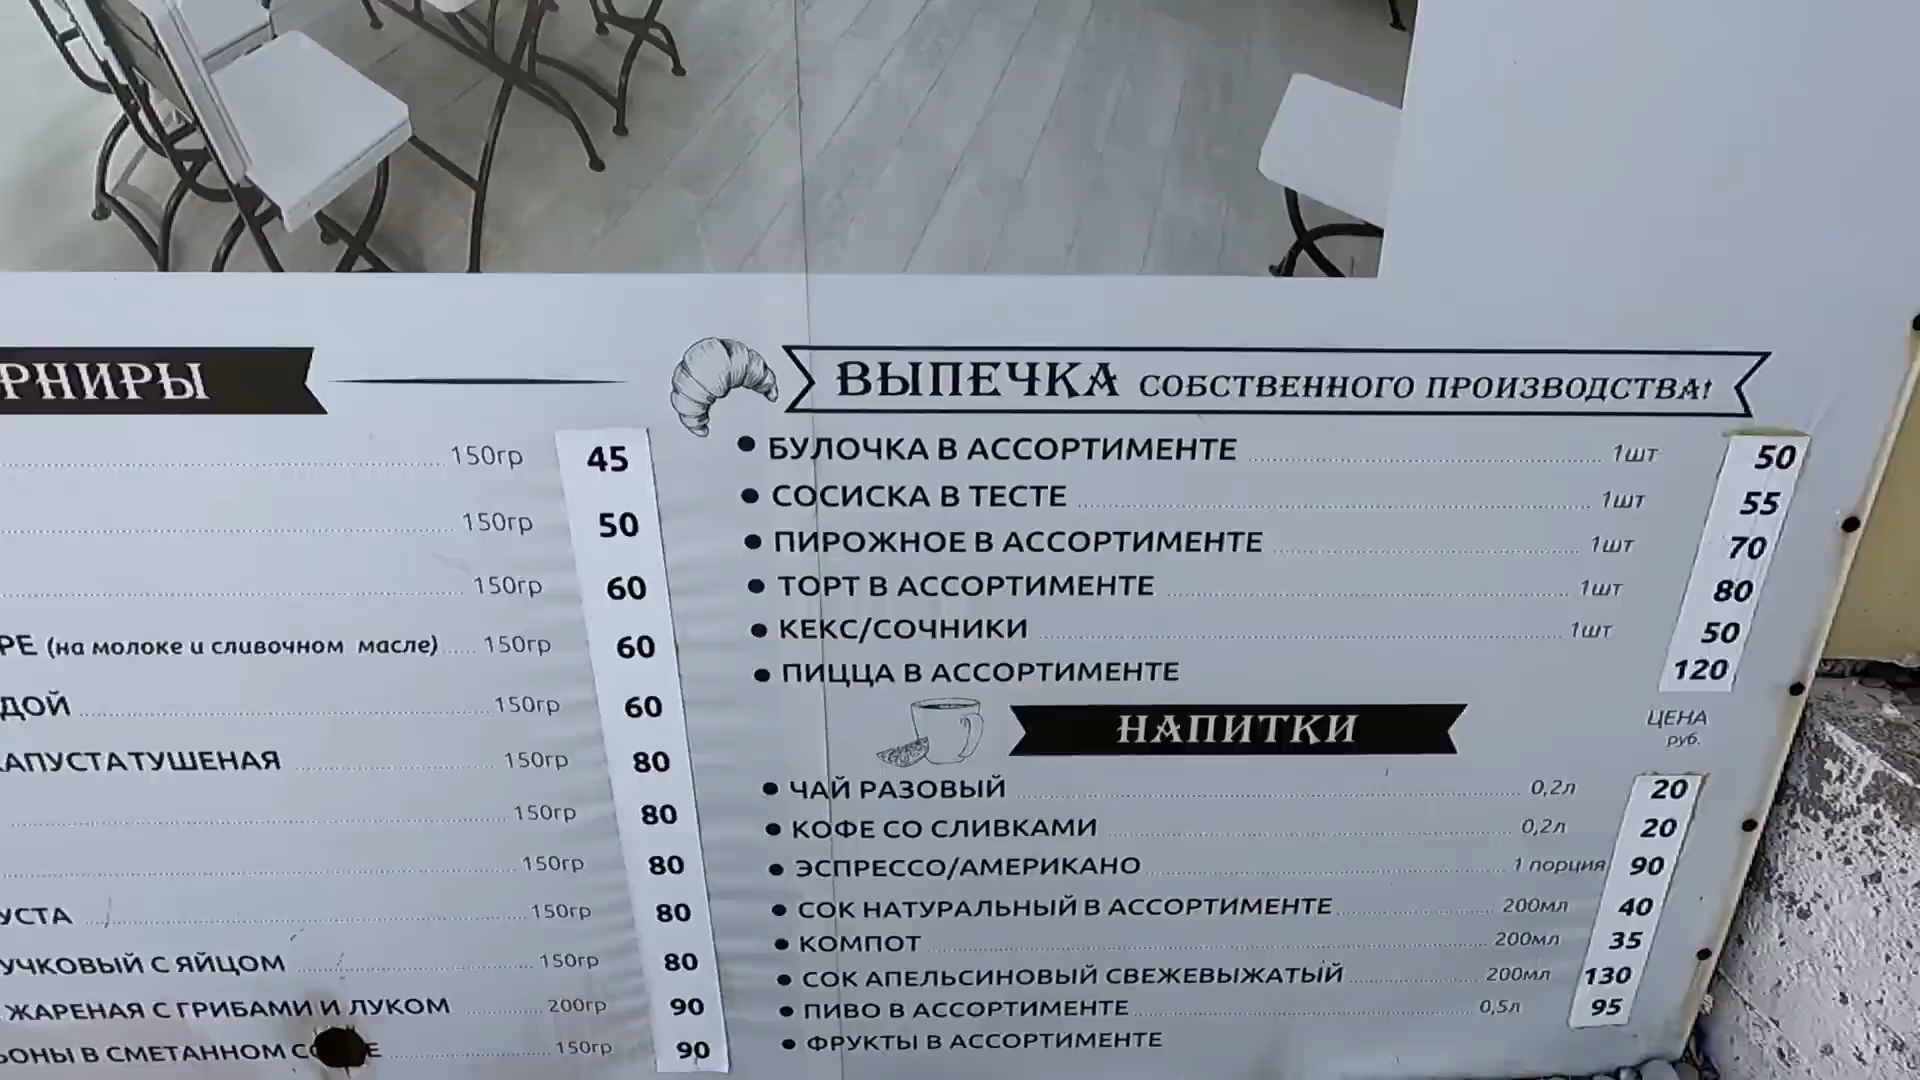 РНИРЫ
150гр 45
150гр 50
150гр 60
РЕ (на молоке и сливочном масле) 150гр 60
ДОЙ 150гр 60
АПУСТА ТУШЕНАЯ 150гр 80
150гр 80
150гр 80
УСТА 150гр 80
УЧКОВЫЙ С ЯЙЦОМ 150гр 80
ЖАРЕНАЯ С ГРИБАМИ И ЛУКОМ 200гр 90
ОНЫ В СМЕТАННОМ 150гр 90
ВЫПЕЧКА СОБСТВЕННОГО ПРОИЗВОДСТВА!
• БУЛОЧКА В АССОРТИМЕНТЕ 1шт 50
• СОСИСКА В ТЕСТЕ 1шт 55
• ПИРОЖНОЕ В АССОРТИМЕНТЕ 1шт 70
• ТОРТ В АССОРТИМЕНТЕ 1шт 80
• КЕКС/СОЧНИКИ 1шт 50
• ПИЦЦА В АССОРТИМЕНТЕ 120
НАПИТКИ
ЦЕНА
руб.
• ЧАЙ РАЗОВЫЙ 0,2л 20
• КОФЕ СО СЛИВКАМИ 0,2л 20
• ЭСПРЕССО/АМЕРИКАНО 1 порция 90
• СОК НАТУРАЛЬНЫЙ В АССОРТИМЕНТЕ 200мл 40
• КОМПОТ 200мл 35
• СОК АПЕЛЬСИНОВЫЙ СВЕЖЕВЫЖАТЫЙ 200мл 130
• ПИВО В АССОРТИМЕНТЕ 0,5л 95
• ФРУКТЫ В АССОРТИМЕНТЕ